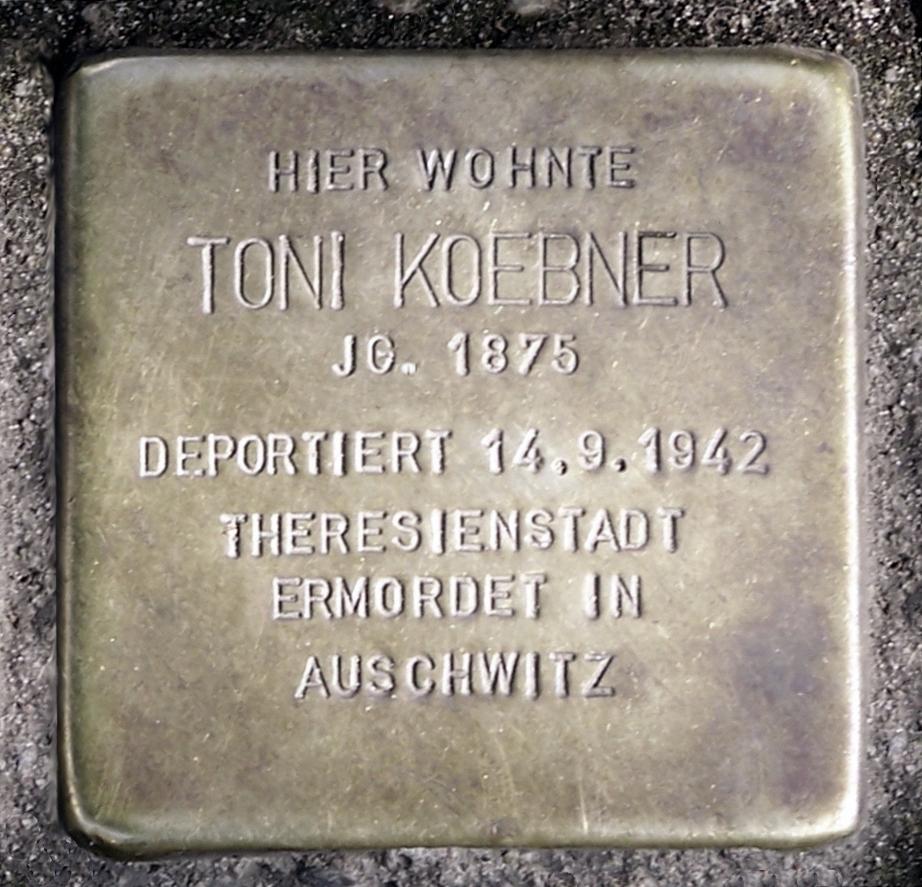 HIER WOHNTE
TONI KOEBNER
JG. 1875
DEPORTIERT 14.9.1942
THERESIENSTADT
ERMORDET IN
AUSCHWITZ